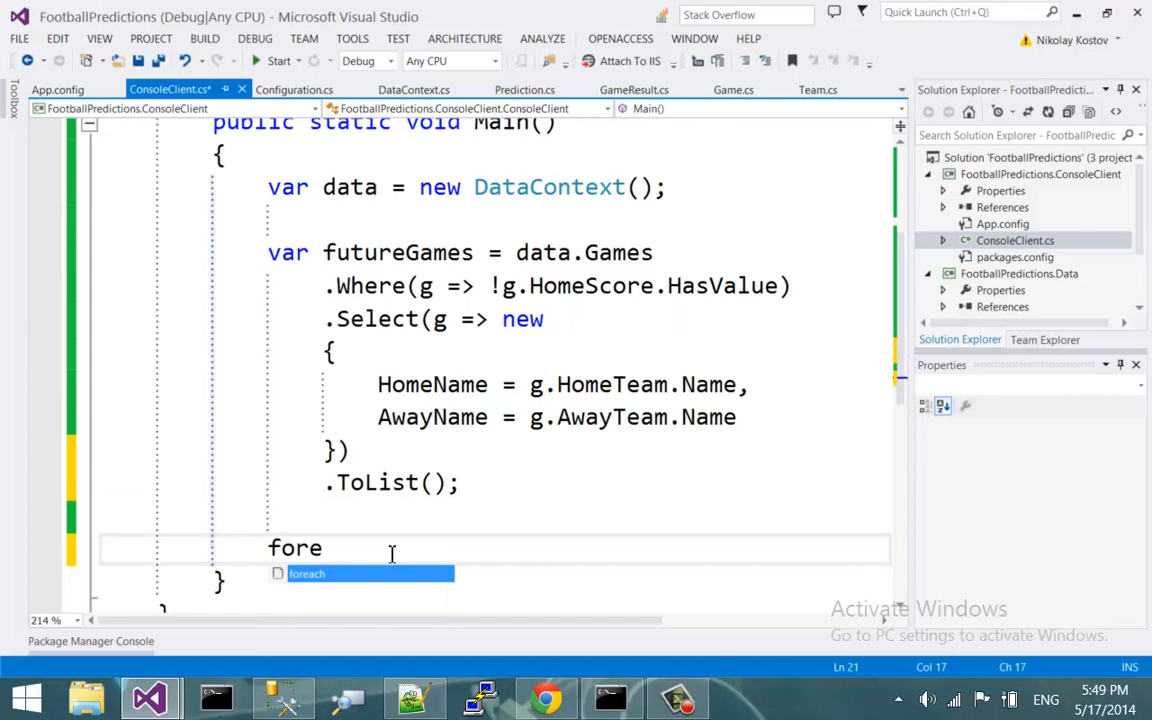 FootballPredictions (Debug|Any CPU) - Microsoft Visual Studio
Stack Overflow
Quick Launch (Ctrl+Q)
FILE EDIT VIEW PROJECT BUILD DEBUG TEAM TOOLS TEST ARCHITECTURE ANALYZE OPENACCESS WINDOW HELP
Nikolay Kostov
Start Debug Any CPU Attach To IIS
Toolbox
App.config ConsoleClient.cs* Configuration.cs DataContext.cs Prediction.cs GameResult.cs Game.cs Team.cs
FootballPredictions.ConsoleClient FootballPredictions.ConsoleClient.ConsoleClient Main()
public static void Main()
{
var data = new DataContext();
var futureGames = data.Games
.Where(g => !g.HomeScore.HasValue)
.Select(g => new
{
HomeName = g.HomeTeam.Name,
AwayName = g.AwayTeam.Name
})
.ToList();
fore
foreach
}
214 %
Package Manager Console
Solution Explorer - FootballPredicti...
Search Solution Explorer - FootballPredic
Solution 'FootballPredictions' (3 project
FootballPredictions.ConsoleClient
Properties
References
App.config
ConsoleClient.cs
packages.config
FootballPredictions.Data
Properties
References
Solution Explorer Team Explorer
Properties
Activate Windows
Go to PC settings to activate Windows.
Ln 21 Col 17 Ch 17 INS
ENG
5:49 PM
5/17/2014